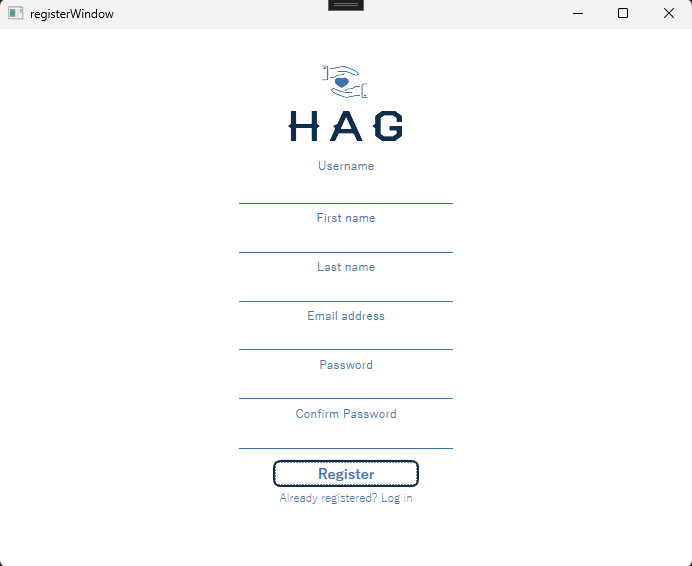 registerWindow
HAG
Username
First name
Last name
Email address
Password
Confirm Password
Register
Already registered? Log in